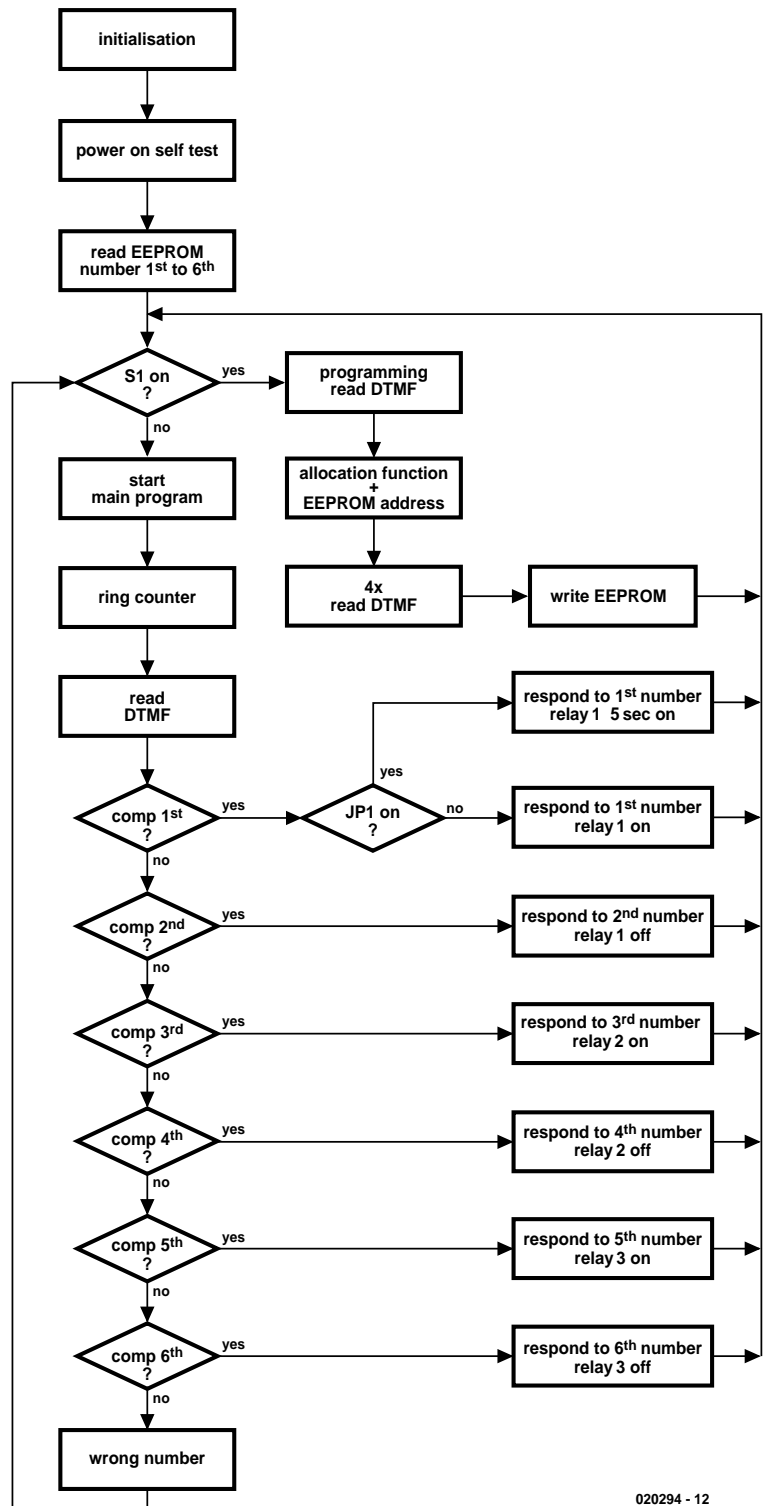 initialisation
power on self test
read EEPROM
number 1st to 6th
S1 on
?
yes
no
programming
read DTMF
allocation function
+
EEPROM address
4x
read DTMF
write EEPROM
start
main program
ring counter
read
DTMF
comp 1st
?
yes
no
JP1 on
?
yes
no
respond to 1st number
relay 1 5 sec on
respond to 1st number
relay 1 on
comp 2nd
?
yes
no
respond to 2nd number
relay 1 off
comp 3rd
?
yes
no
respond to 3rd number
relay 2 on
comp 4th
?
yes
no
respond to 4th number
relay 2 off
comp 5th
?
yes
no
respond to 5th number
relay 3 on
comp 6th
?
yes
no
respond to 6th number
relay 3 off
wrong number
020294 - 12